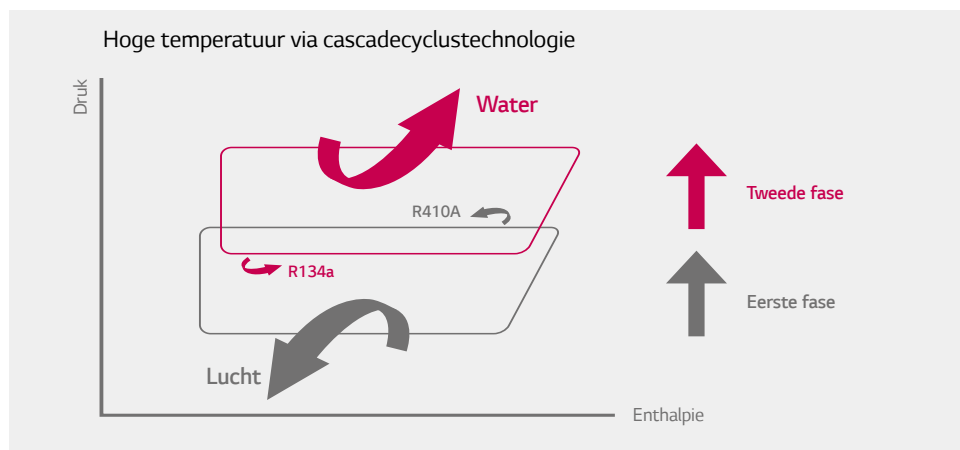 Hoge temperatuur via cascadecyclustechnologie
Druk
Water
R410A
Tweede fase
R134a
Eerste fase
Lucht
Enthalpie